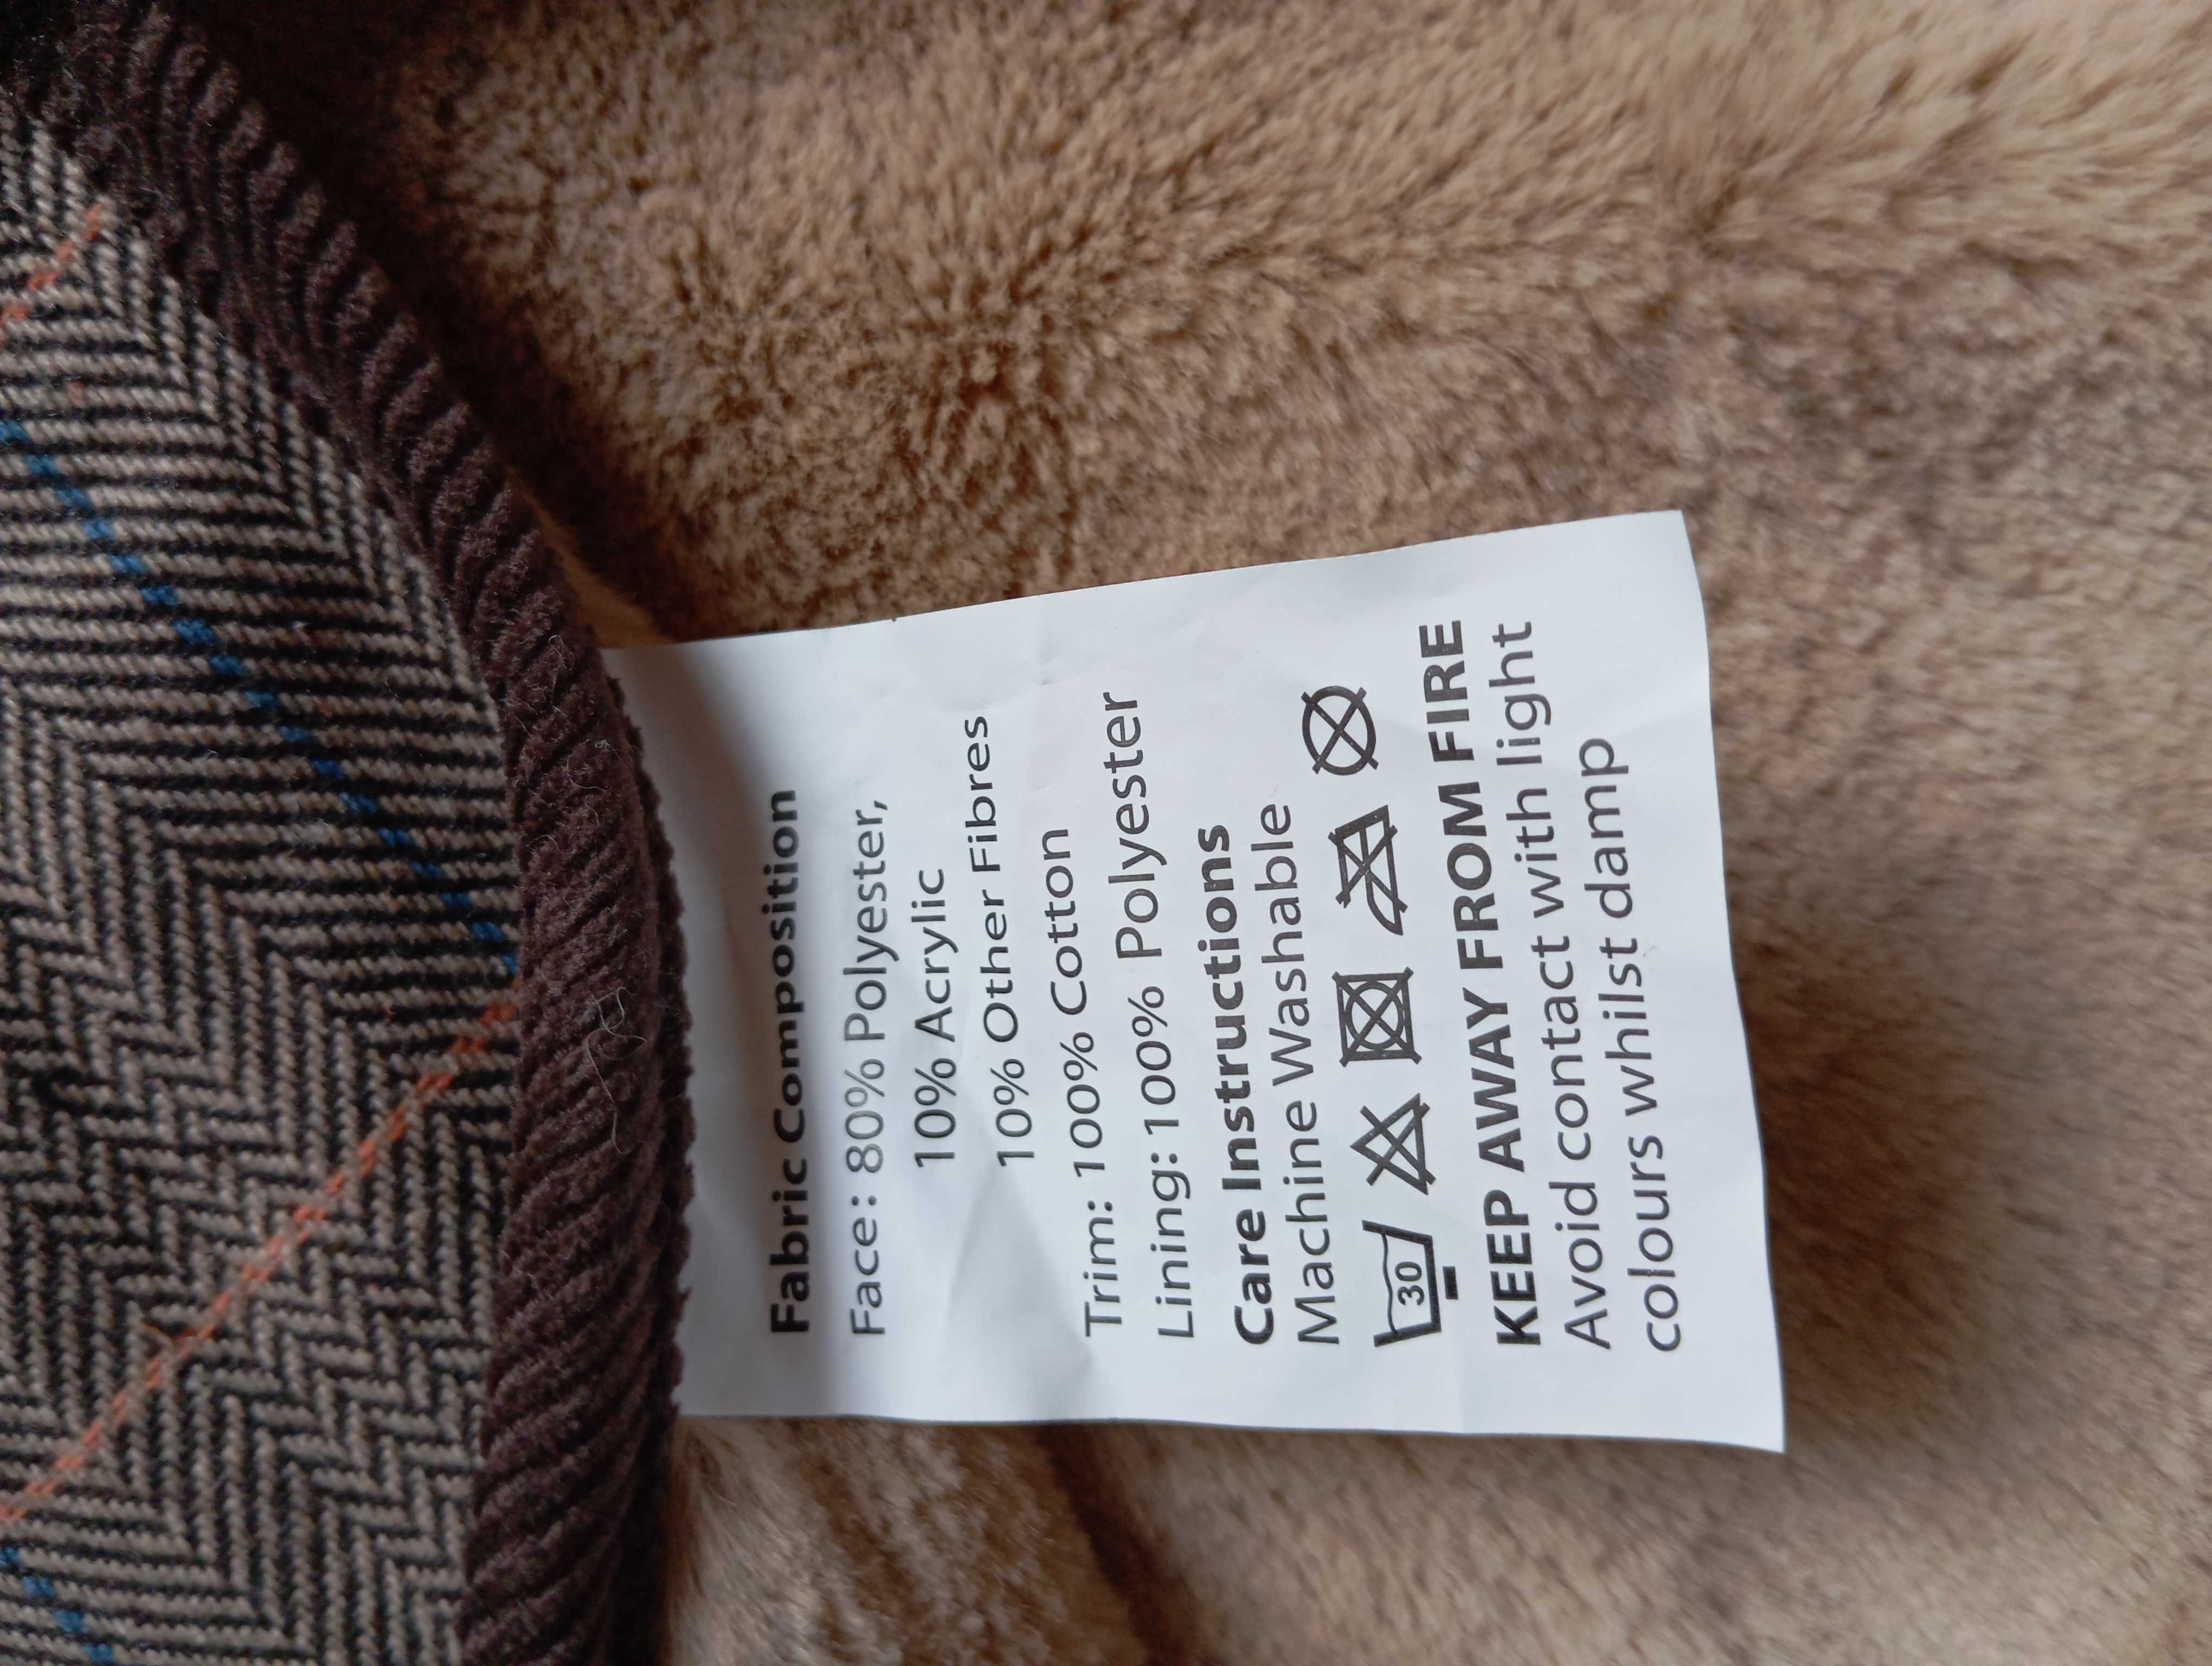 Fabric Composition
Face: 80% Polyester,
10% Acrylic
10% Other Fibres
Trim: 100% Cotton
Lining: 100% Polyester
Care Instructions
Machine Washable
30
KEEP AWAY FROM FIRE
Avoid contact with light
colours whilst damp